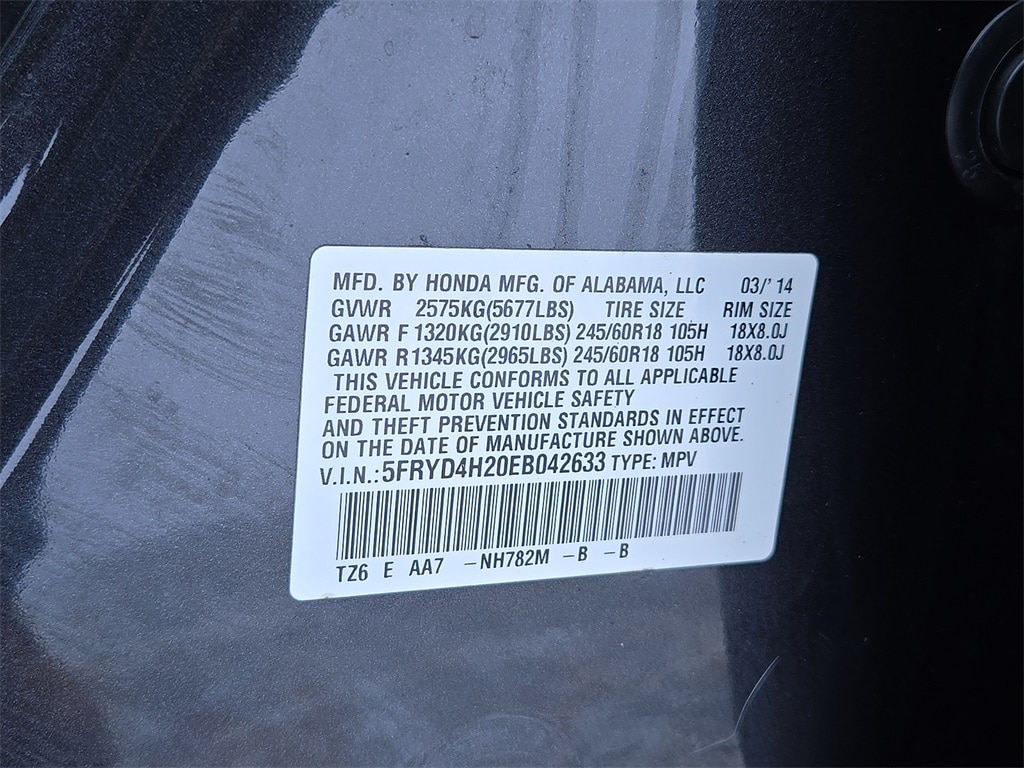 MFD. BY HONDA MFG. OF ALABAMA, LLC 03/'14
GVWR 2575KG(5677LBS) TIRE SIZE RIM SIZE
GAWR F 1320KG(2910LBS) 245/60R18 105H 18X8.0J
GAWR R 1345KG(2965LBS) 245/60R18 105H 18X8.0J
THIS VEHICLE CONFORMS TO ALL APPLICABLE
FEDERAL MOTOR VEHICLE SAFETY
AND THEFT PREVENTION STANDARDS IN EFFECT
ON THE DATE OF MANUFACTURE SHOWN ABOVE.
V.I.N.: 5FRYD4H20EB042633 TYPE: MPV
TZ6 E AA7 -NH782M -B -B